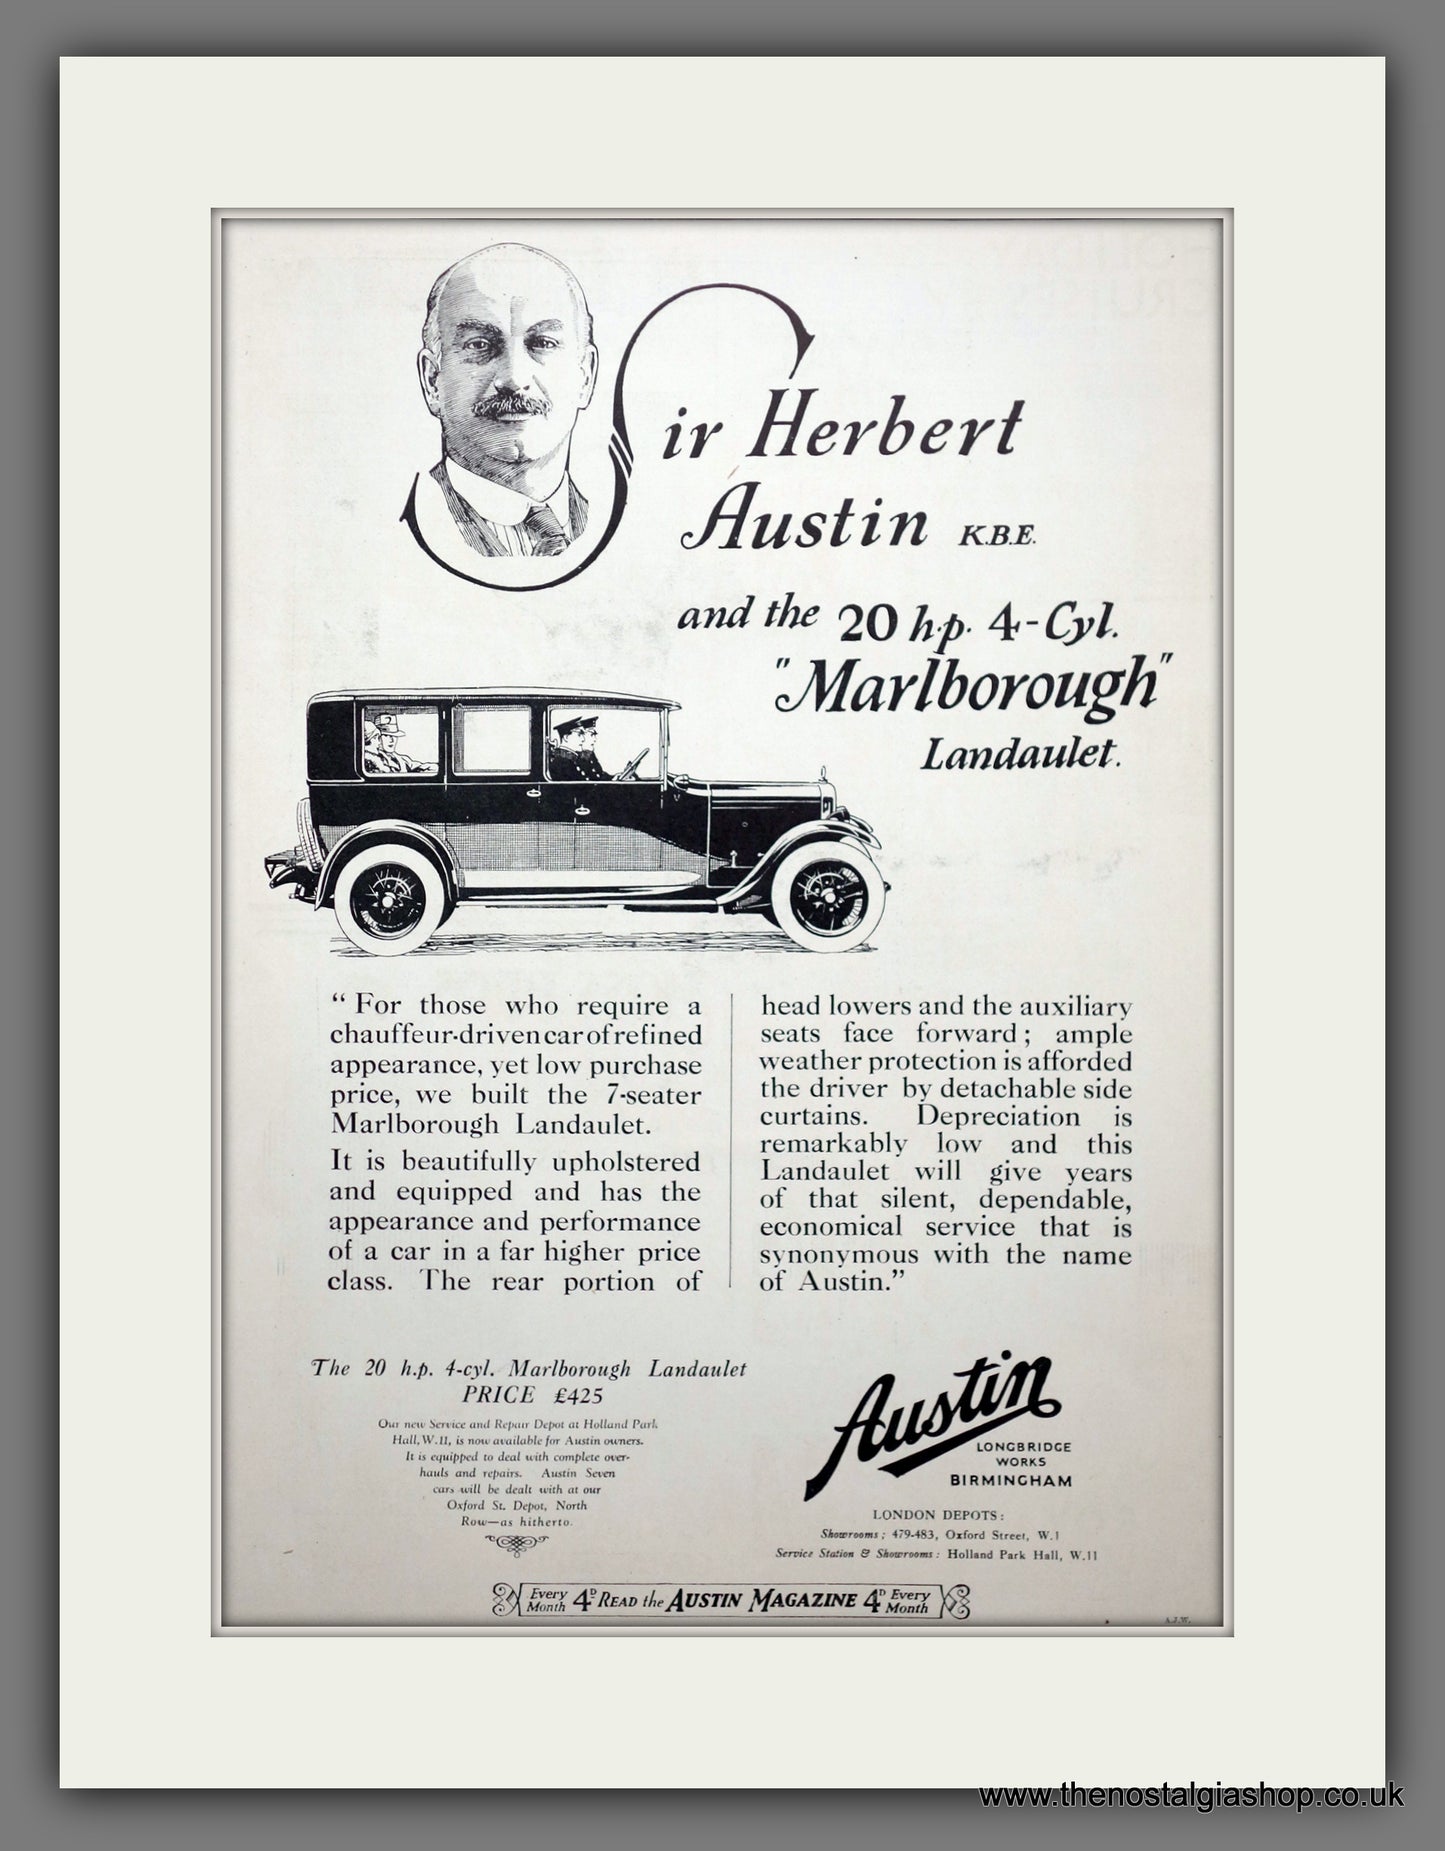 Sir Herbert
Austin K.B.E.
and the 20 h.p. 4-Cyl.
"Marlborough"
Landaulet.
“ For those who require a
chauffeur-driven car of refined
appearance, yet low purchase
price, we built the 7-seater
Marlborough Landaulet.
It is beautifully upholstered
and equipped and has the
appearance and performance
of a car in a far higher price
class. The rear portion of
head lowers and the auxiliary
seats face forward ; ample
weather protection is afforded
the driver by detachable side
curtains. Depreciation is
remarkably low and this
Landaulet will give years
of that silent, dependable,
economical service that is
synonymous with the name
of Austin.”
The 20 h.p. 4-cyl. Marlborough Landaulet
PRICE £425
Our new Service and Repair Depot at Holland Park
Hall, W.11, is now available for Austin owners.
It is equipped to deal with complete over-
hauls and repairs. Austin Seven
cars will be dealt with at our
Oxford St. Depot, North
Row—as hitherto.
Austin
LONGBRIDGE
WORKS
BIRMINGHAM
LONDON DEPOTS :
Showrooms ; 479-483, Oxford Street, W.1
Service Station & Showrooms : Holland Park Hall, W.11
Every Month 4D READ the AUSTIN MAGAZINE 4D Every Month
A.J.W.
www.thenostalgiashop.co.uk